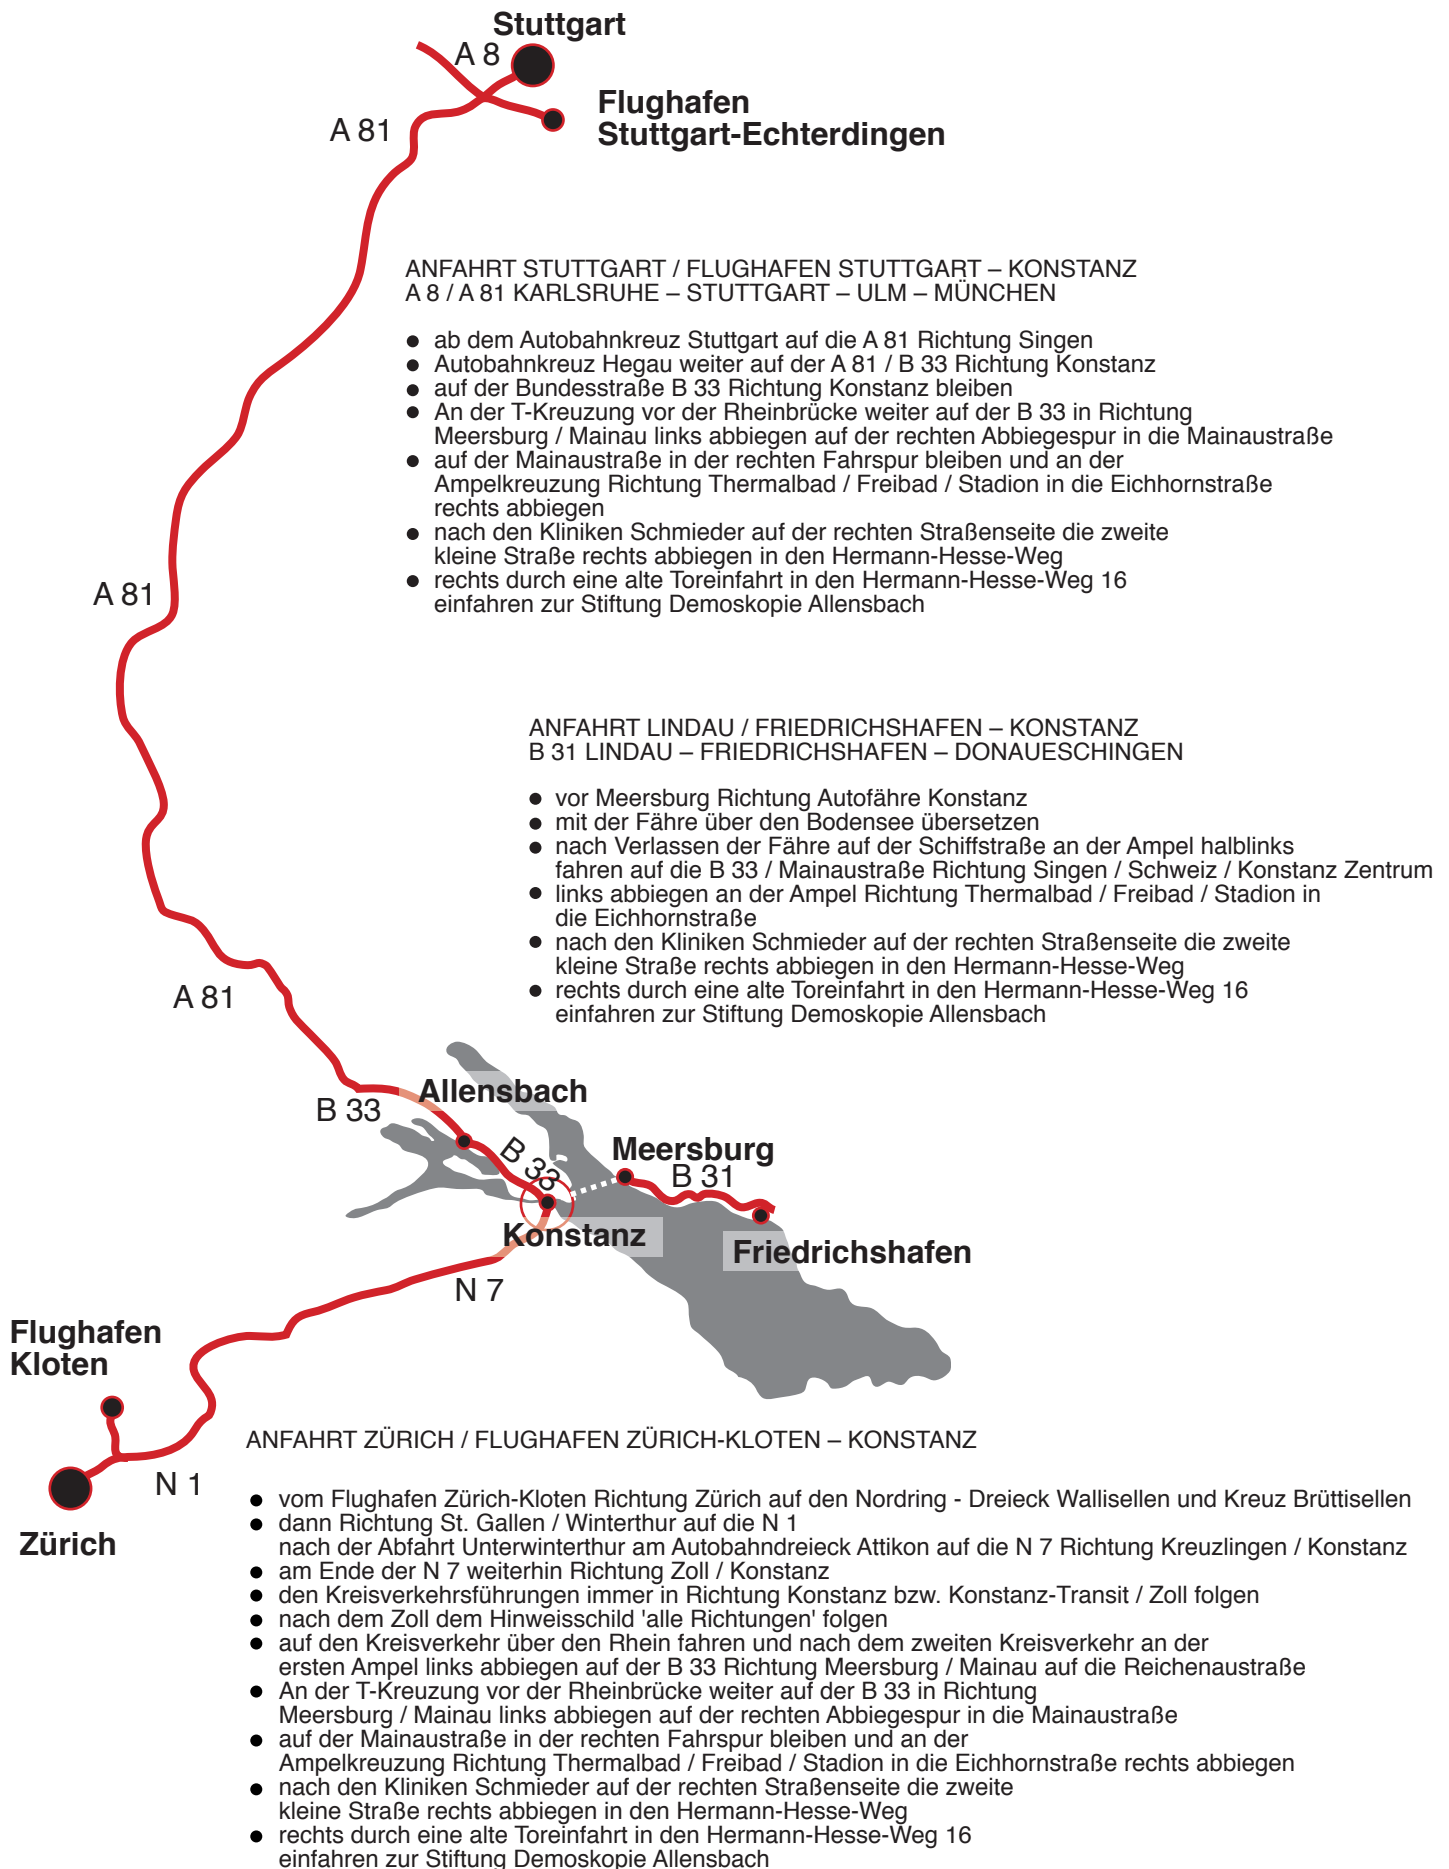 Stuttgart
A 8
Flughafen
Stuttgart-Echterdingen
A 81
ANFAHRT STUTTGART / FLUGHAFEN STUTTGART – KONSTANZ
A 8 / A 81 KARLSRUHE – STUTTGART – ULM – MÜNCHEN
● ab dem Autobahnkreuz Stuttgart auf die A 81 Richtung Singen
● Autobahnkreuz Hegau weiter auf der A 81 / B 33 Richtung Konstanz
● auf der Bundesstraße B 33 Richtung Konstanz bleiben
● An der T-Kreuzung vor der Rheinbrücke weiter auf der B 33 in Richtung
Meersburg / Mainau links abbiegen auf der rechten Abbiegespur in die Mainaustraße
● auf der Mainaustraße in der rechten Fahrspur bleiben und an der
Ampelkreuzung Richtung Thermalbad / Freibad / Stadion in die Eichhornstraße
rechts abbiegen
● nach den Kliniken Schmieder auf der rechten Straßenseite die zweite
kleine Straße rechts abbiegen in den Hermann-Hesse-Weg
● rechts durch eine alte Toreinfahrt in den Hermann-Hesse-Weg 16
einfahren zur Stiftung Demoskopie Allensbach
A 81
ANFAHRT LINDAU / FRIEDRICHSHAFEN – KONSTANZ
B 31 LINDAU – FRIEDRICHSHAFEN – DONAUESCHINGEN
● vor Meersburg Richtung Autofähre Konstanz
● mit der Fähre über den Bodensee übersetzen
● nach Verlassen der Fähre auf der Schiffstraße an der Ampel halblinks
fahren auf die B 33 / Mainaustraße Richtung Singen / Schweiz / Konstanz Zentrum
● links abbiegen an der Ampel Richtung Thermalbad / Freibad / Stadion in
die Eichhornstraße
● nach den Kliniken Schmieder auf der rechten Straßenseite die zweite
kleine Straße rechts abbiegen in den Hermann-Hesse-Weg
● rechts durch eine alte Toreinfahrt in den Hermann-Hesse-Weg 16
einfahren zur Stiftung Demoskopie Allensbach
A 81
Allensbach
B 33
B 33
Meersburg
B 31
Konstanz
Friedrichshafen
N 7
Flughafen
Kloten
N 1
Zürich
ANFAHRT ZÜRICH / FLUGHAFEN ZÜRICH-KLOTEN – KONSTANZ
● vom Flughafen Zürich-Kloten Richtung Zürich auf den Nordring - Dreieck Wallisellen und Kreuz Brüttisellen
● dann Richtung St. Gallen / Winterthur auf die N 1
nach der Abfahrt Unterwinterthur am Autobahndreieck Attikon auf die N 7 Richtung Kreuzlingen / Konstanz
● am Ende der N 7 weiterhin Richtung Zoll / Konstanz
● den Kreisverkehrsführungen immer in Richtung Konstanz bzw. Konstanz-Transit / Zoll folgen
● nach dem Zoll dem Hinweisschild 'alle Richtungen' folgen
● auf den Kreisverkehr über den Rhein fahren und nach dem zweiten Kreisverkehr an der
ersten Ampel links abbiegen auf der B 33 Richtung Meersburg / Mainau auf die Reichenaustraße
● An der T-Kreuzung vor der Rheinbrücke weiter auf der B 33 in Richtung
Meersburg / Mainau links abbiegen auf der rechten Abbiegespur in die Mainaustraße
● auf der Mainaustraße in der rechten Fahrspur bleiben und an der
Ampelkreuzung Richtung Thermalbad / Freibad / Stadion in die Eichhornstraße rechts abbiegen
● nach den Kliniken Schmieder auf der rechten Straßenseite die zweite
kleine Straße rechts abbiegen in den Hermann-Hesse-Weg
● rechts durch eine alte Toreinfahrt in den Hermann-Hesse-Weg 16
einfahren zur Stiftung Demoskopie Allensbach